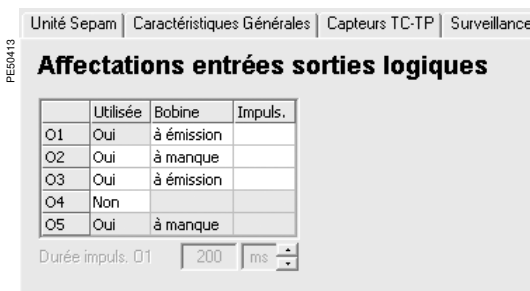 Unité Sepam | Caractéristiques Générales | Capteurs TC-TP | Surveillance
PE50413
Affectations entrées sorties logiques
Utilisée Bobine Impuls.
O1 Oui à émission
O2 Oui à manque
O3 Oui à émission
O4 Non
O5 Oui à manque
Durée impuls. O1 200 ms